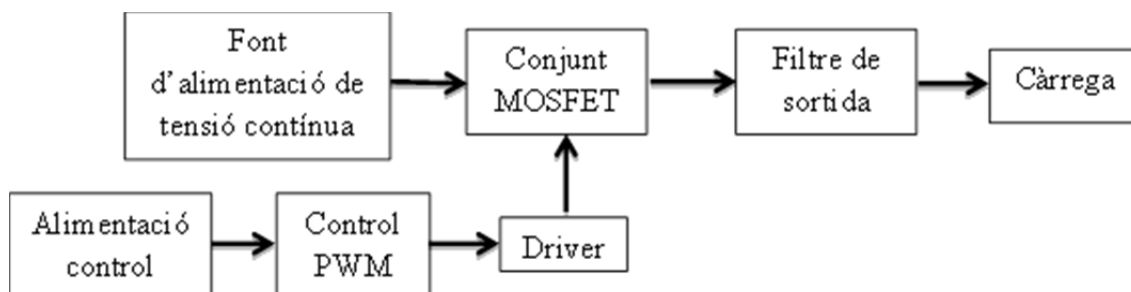 Font
d'alimentació de
tensió contínua
Conjunt
MOSFET
Filtre de
sortida
Càrrega
Alimentació
control
Control
PWM
Driver